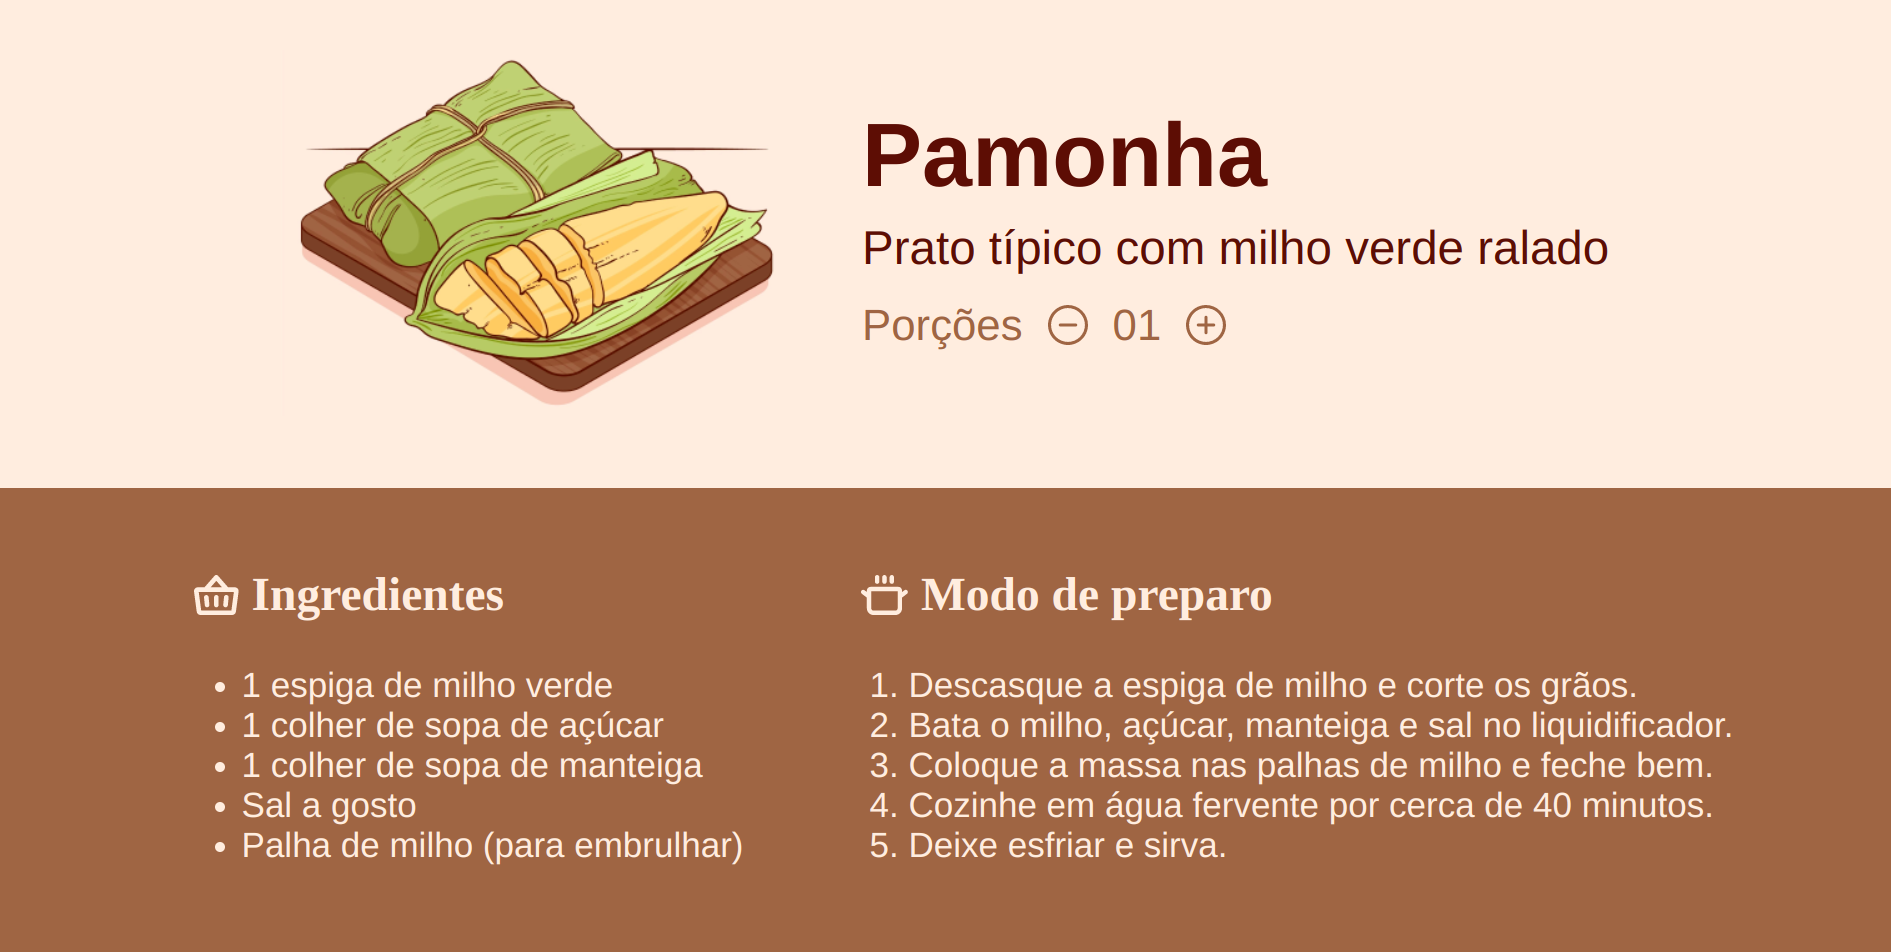 Pamonha
Prato típico com milho verde ralado
Porções 01
Ingredientes
• 1 espiga de milho verde
• 1 colher de sopa de açúcar
• 1 colher de sopa de manteiga
• Sal a gosto
• Palha de milho (para embrulhar)
Modo de preparo
1. Descasque a espiga de milho e corte os grãos.
2. Bata o milho, açúcar, manteiga e sal no liquidificador.
3. Coloque a massa nas palhas de milho e feche bem.
4. Cozinhe em água fervente por cerca de 40 minutos.
5. Deixe esfriar e sirva.